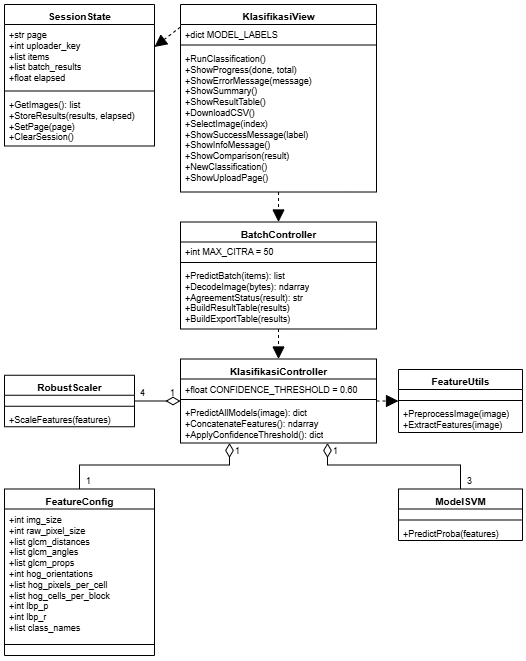 SessionState
+str page
+int uploader_key
+list items
+list batch_results
+float elapsed
+GetImages(): list
+StoreResults(results, elapsed)
+SetPage(page)
+ClearSession()
KlasifikasiView
+dict MODEL_LABELS
+RunClassification()
+ShowProgress(done, total)
+ShowErrorMessage(message)
+ShowSummary()
+ShowResultTable()
+DownloadCSV()
+SelectImage(index)
+ShowSuccessMessage(label)
+ShowInfoMessage()
+ShowComparison(result)
+NewClassification()
+ShowUploadPage()
BatchController
+int MAX_CITRA = 50
+PredictBatch(items): list
+DecodeImage(bytes): ndarray
+AgreementStatus(result): str
+BuildResultTable(results)
+BuildExportTable(results)
RobustScaler
+ScaleFeatures(features)
4
1
KlasifikasiController
+float CONFIDENCE_THRESHOLD = 0.60
+PredictAllModels(image): dict
+ConcatenateFeatures(): ndarray
+ApplyConfidenceThreshold(): dict
FeatureUtils
+PreprocessImage(image)
+ExtractFeatures(image)
1
1
1
3
FeatureConfig
+int img_size
+int raw_pixel_size
+list glcm_distances
+list glcm_angles
+list glcm_props
+int hog_orientations
+list hog_pixels_per_cell
+list hog_cells_per_block
+int lbp_p
+int lbp_r
+list class_names
ModelSVM
+PredictProba(features)